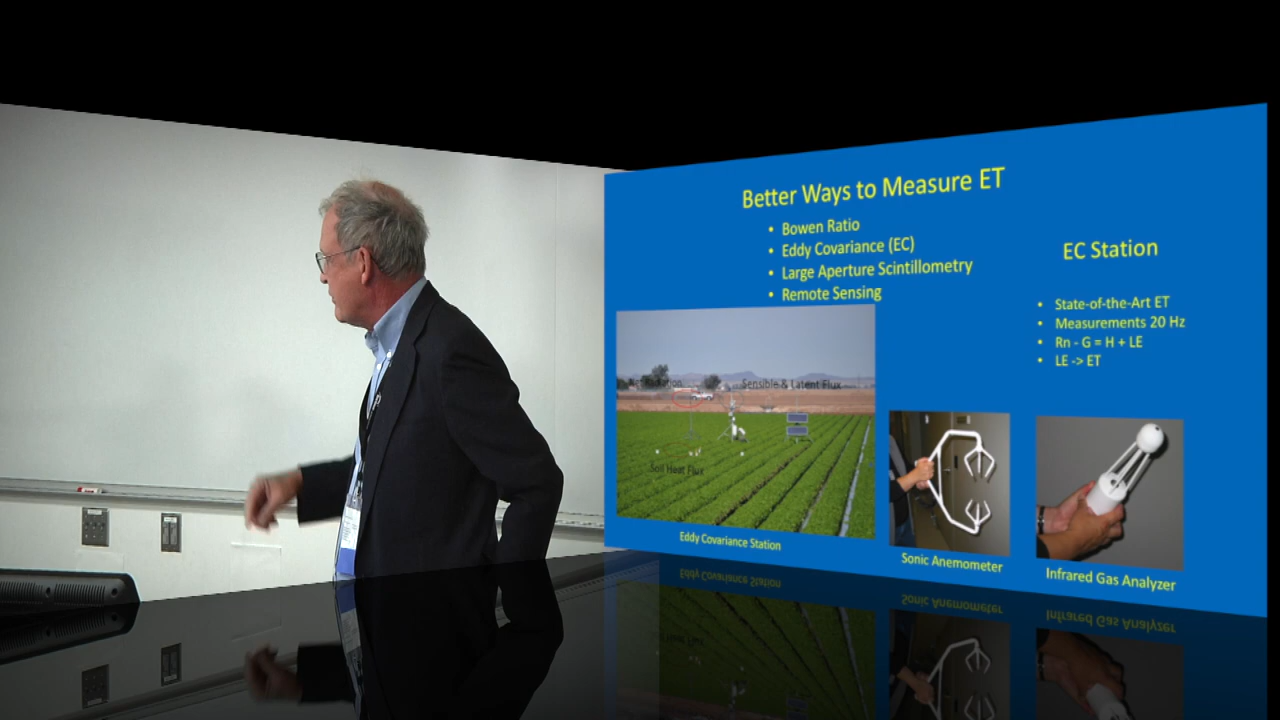 Better Ways to Measure ET
• Bowen Ratio
• Eddy Covariance (EC)
• Large Aperture Scintillometry
• Remote Sensing
EC Station
• State-of-the-Art ET
• Measurements 20 Hz
• Rn - G = H + LE
• LE -> ET
Sensible & Latent Flux
Soil Heat Flux
Eddy Covariance Station
Sonic Anemometer
Infrared Gas Analyzer